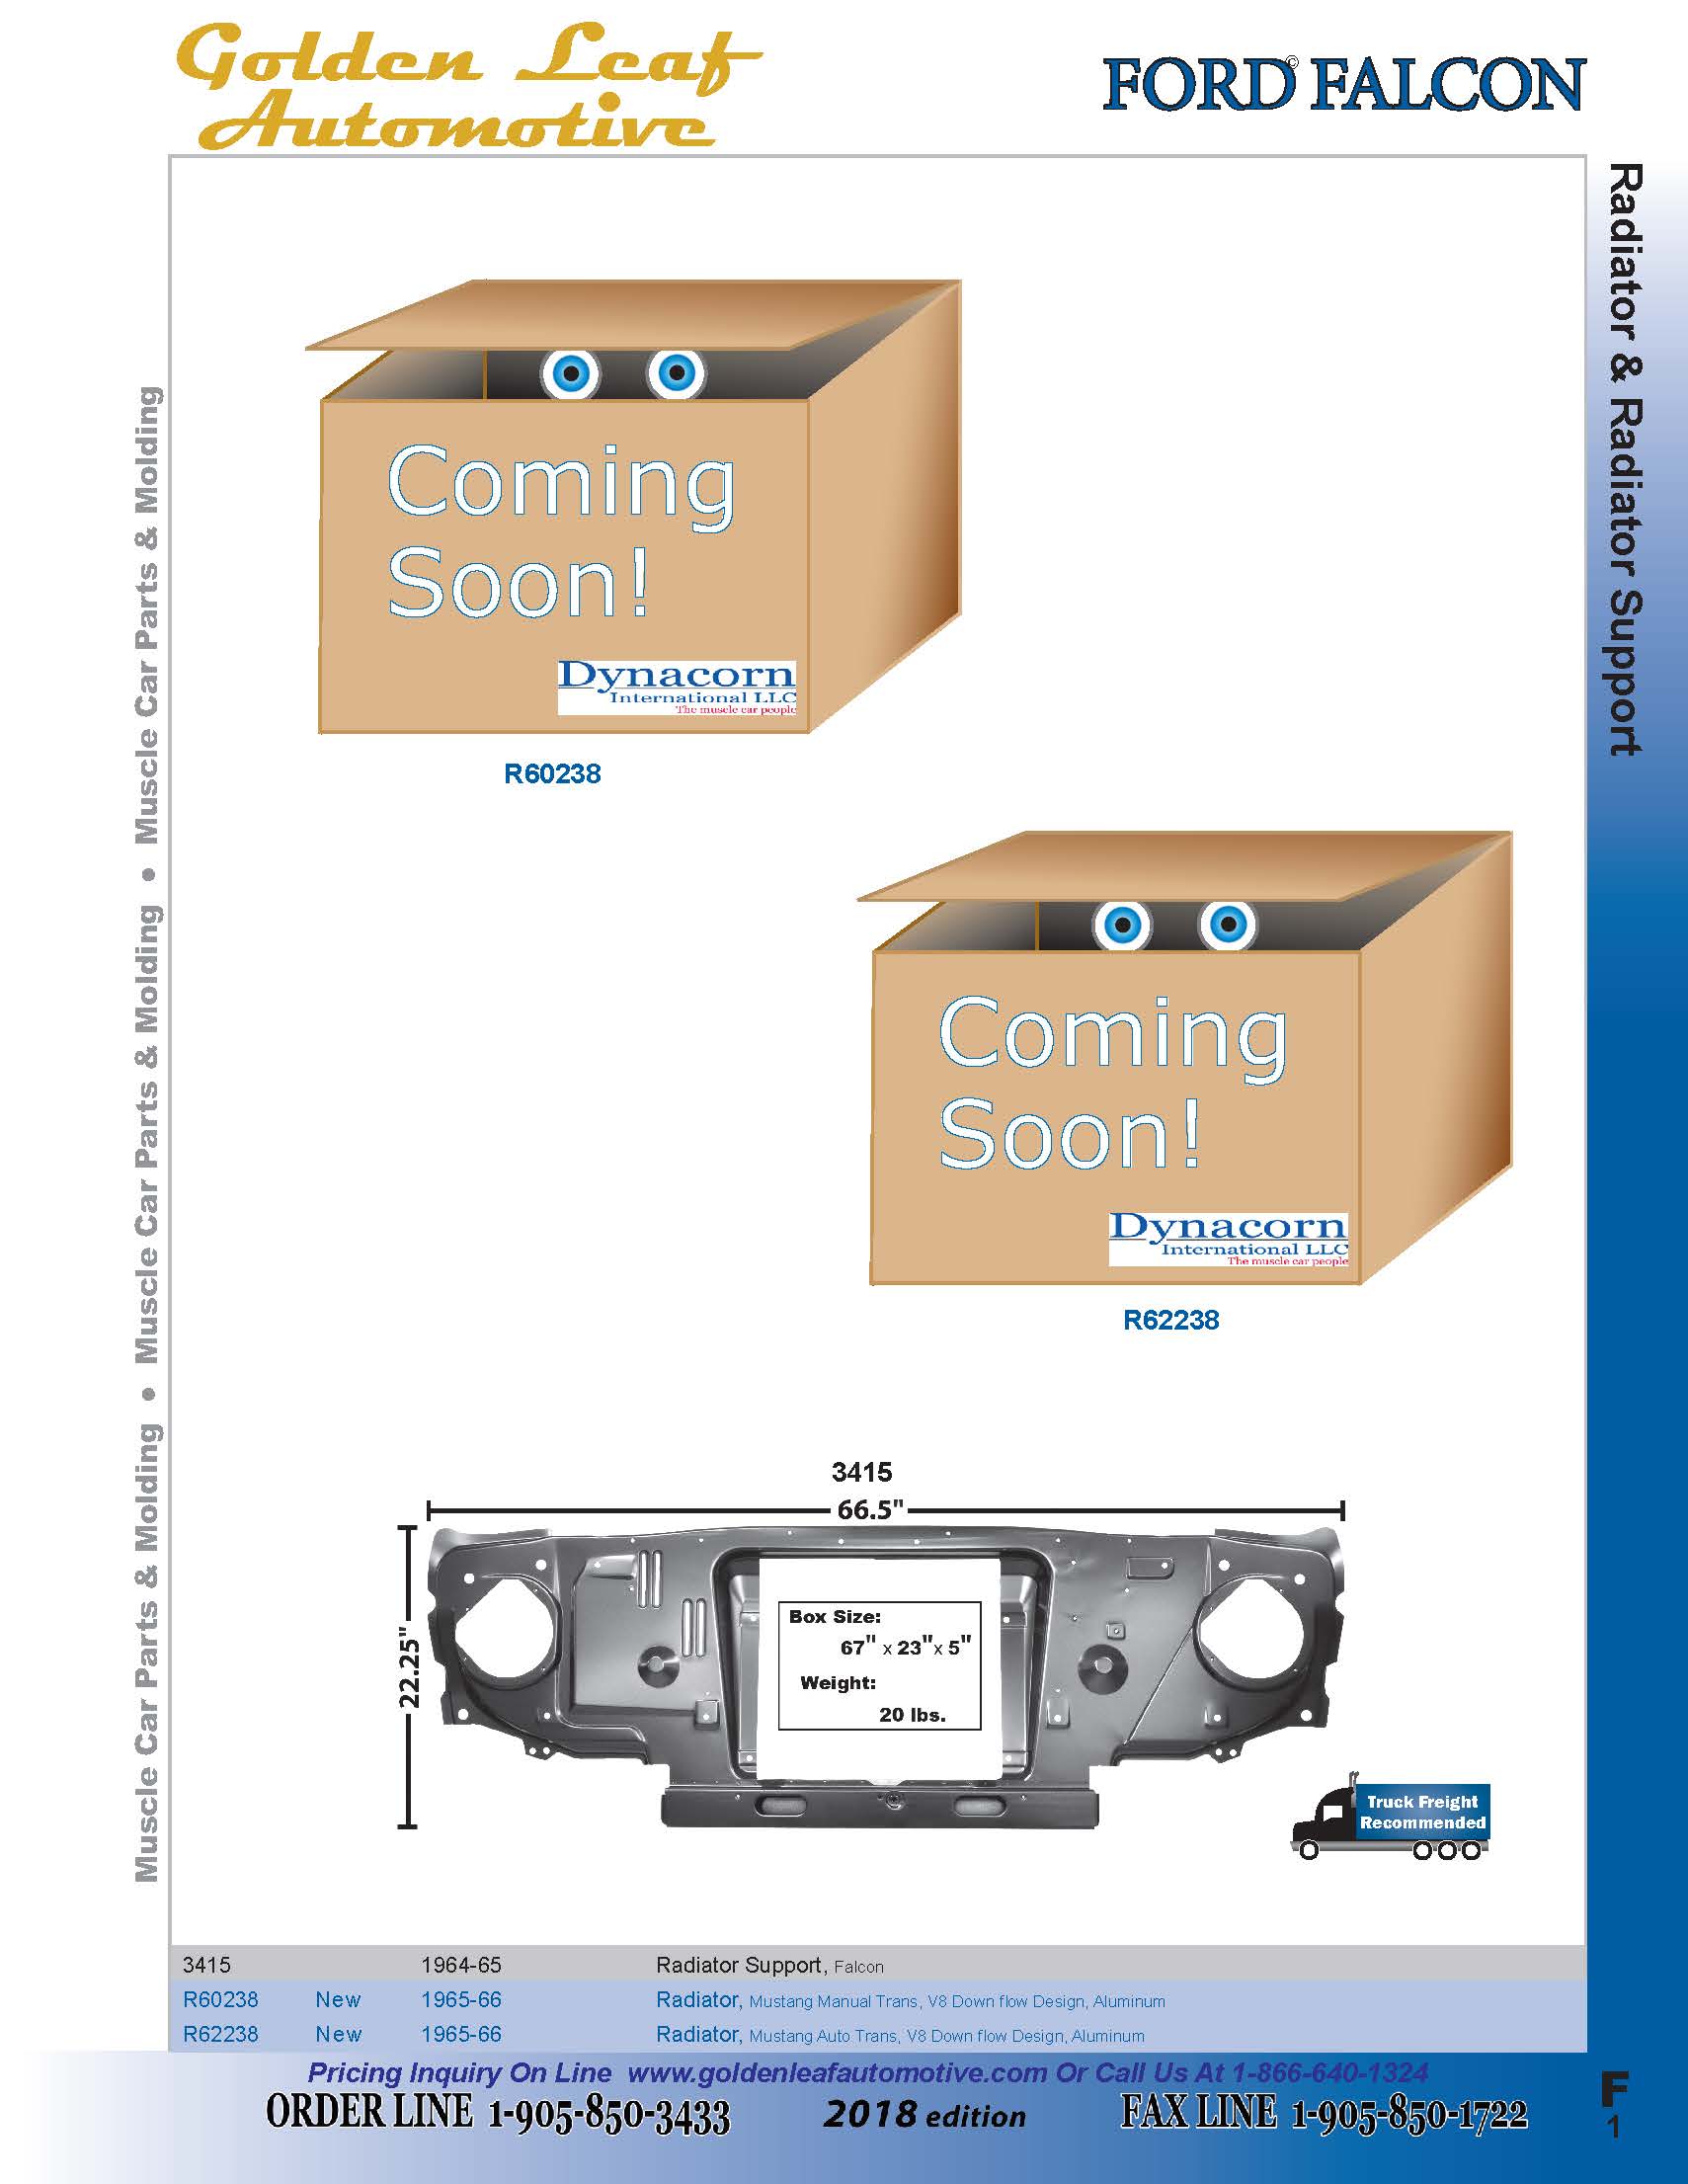 Golden Leaf
Automotive
FORD© FALCON
Radiator & Radiator Support
Muscle Car Parts & Molding • Muscle Car Parts & Molding • Muscle Car Parts & Molding
Coming
Soon!
Dynacorn
International LLC
The muscle car people
R60238
Coming
Soon!
Dynacorn
International LLC
The muscle car people
R62238
3415
66.5"
22.25"
Box Size:
67" x 23"x 5"
Weight:
20 lbs.
Truck Freight
Recommended
3415 1964-65 Radiator Support, Falcon
R60238 New 1965-66 Radiator, Mustang Manual Trans, V8 Down flow Design, Aluminum
R62238 New 1965-66 Radiator, Mustang Auto Trans, V8 Down flow Design, Aluminum
Pricing Inquiry On Line www.goldenleafautomotive.com Or Call Us At 1-866-640-1324
ORDER LINE 1-905-850-3433 2018 edition FAX LINE 1-905-850-1722
F
1